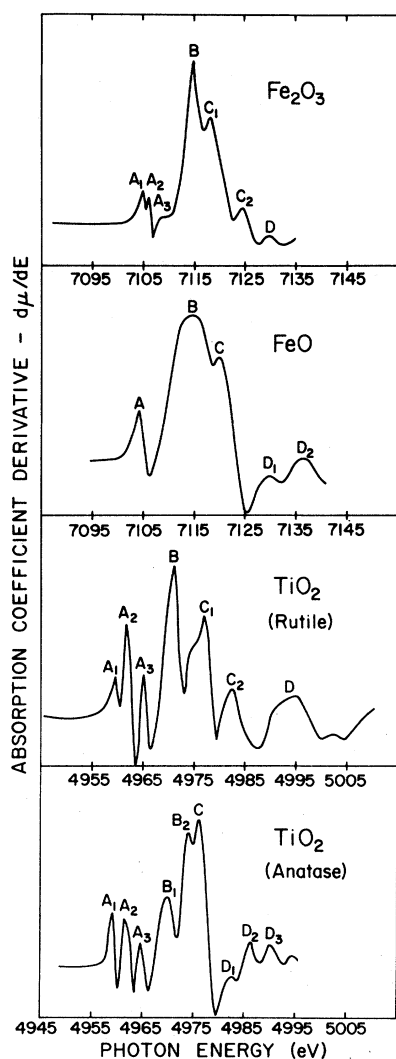 ABSORPTION COEFFICIENT DERIVATIVE - dμ/dE
B
Fe₂O₃
C₁
A₁ A₂
A₃
C₂
D
7095 7105 7115 7125 7135 7145
B
FeO
C
A
D₁ D₂
7095 7105 7115 7125 7135 7145
B
TiO₂
(Rutile)
A₂
C₁
A₁
A₃
C₂
D
4955 4965 4975 4985 4995 5005
B₂ C
TiO₂
(Anatase)
A₁ A₂
B₁
A₃
D₂ D₃
D₁
4945 4955 4965 4975 4985 4995 5005
PHOTON ENERGY (eV)